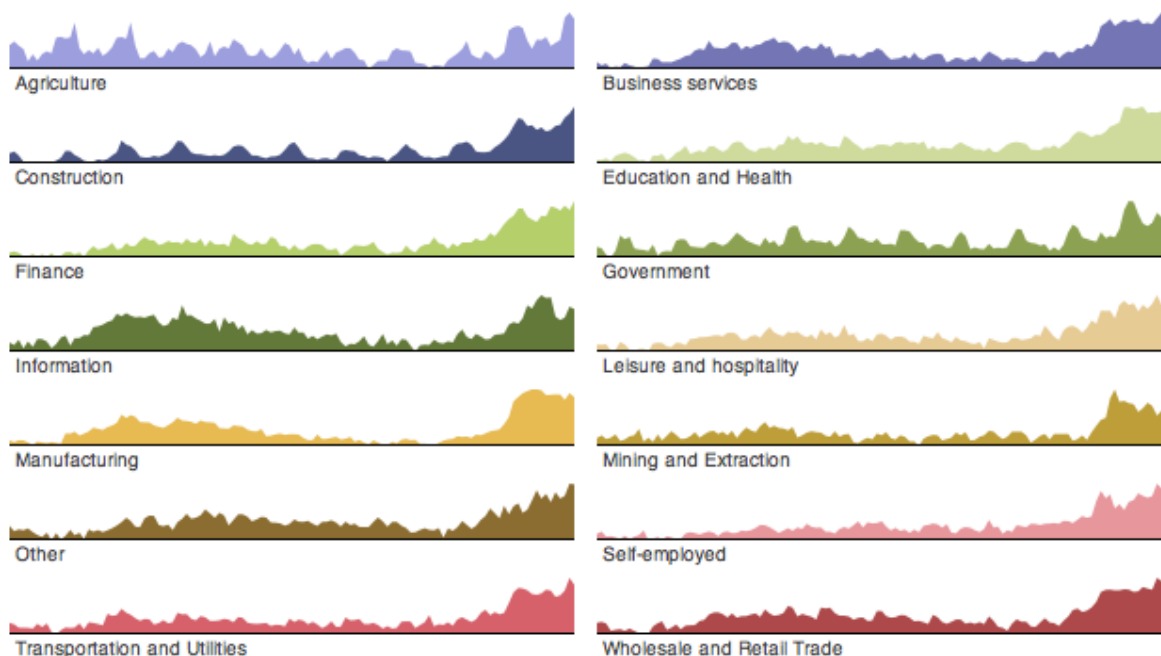 Agriculture
Business services
Construction
Education and Health
Finance
Government
Information
Leisure and hospitality
Manufacturing
Mining and Extraction
Other
Self-employed
Transportation and Utilities
Wholesale and Retail Trade